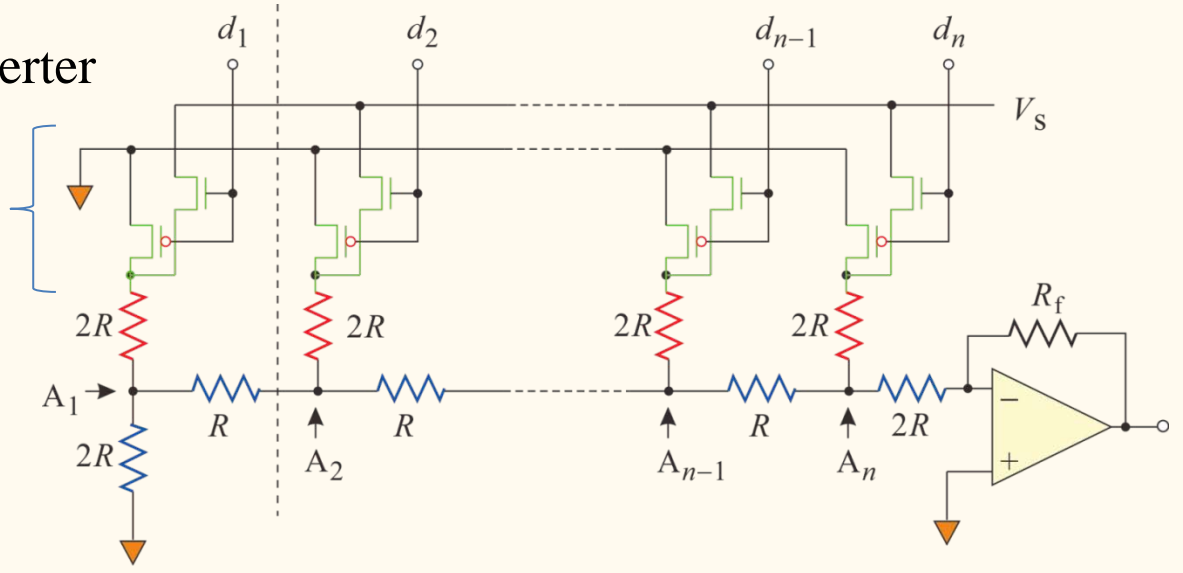 d1 d2 dn−1 dn
erter
VS
2R 2R 2R 2R Rf
A1 R R R 2R
− +
2R A2 An−1 An